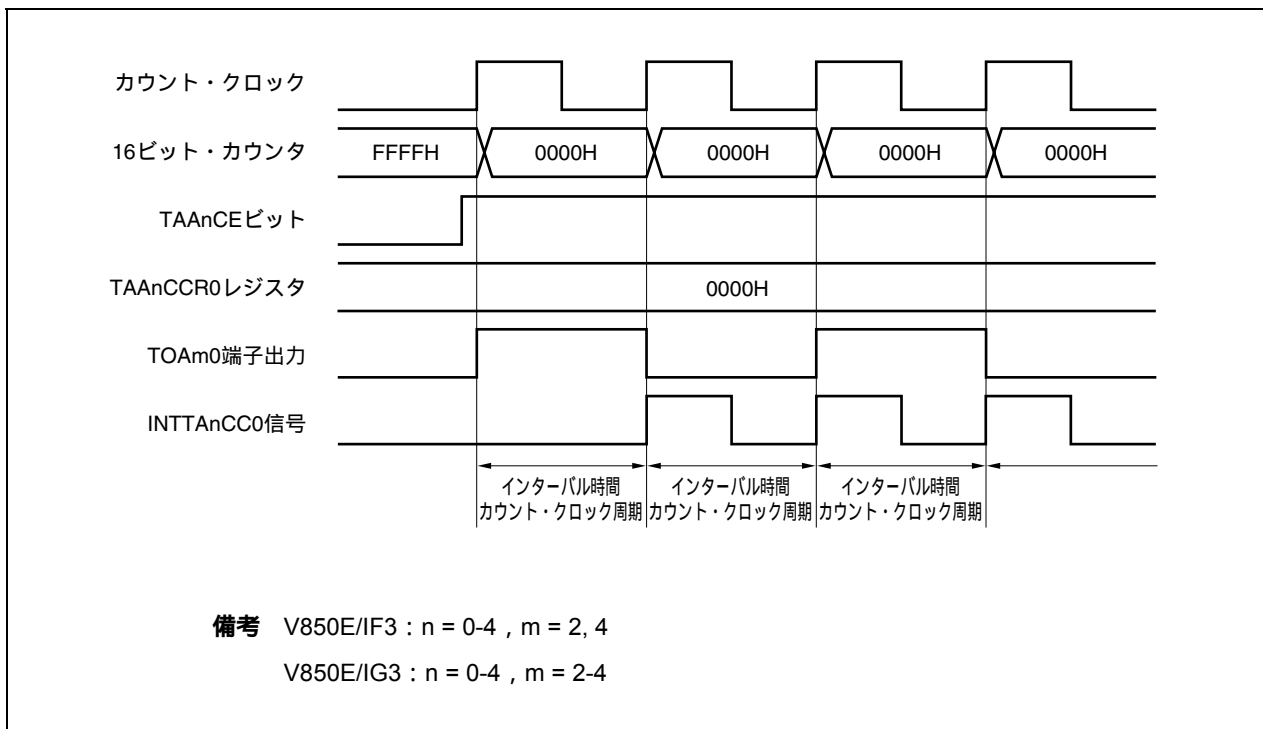 カウント・クロック
16ビット・カウンタ FFFFH 0000H 0000H 0000H 0000H
TAAnCEビット
TAAnCCR0レジスタ 0000H
TOAm0端子出力
INTTAnCC0信号
インターバル時間 インターバル時間 インターバル時間
カウント・クロック周期 カウント・クロック周期 カウント・クロック周期
備考 V850E/IF3：n = 0-4 , m = 2, 4
V850E/IG3：n = 0-4 , m = 2-4